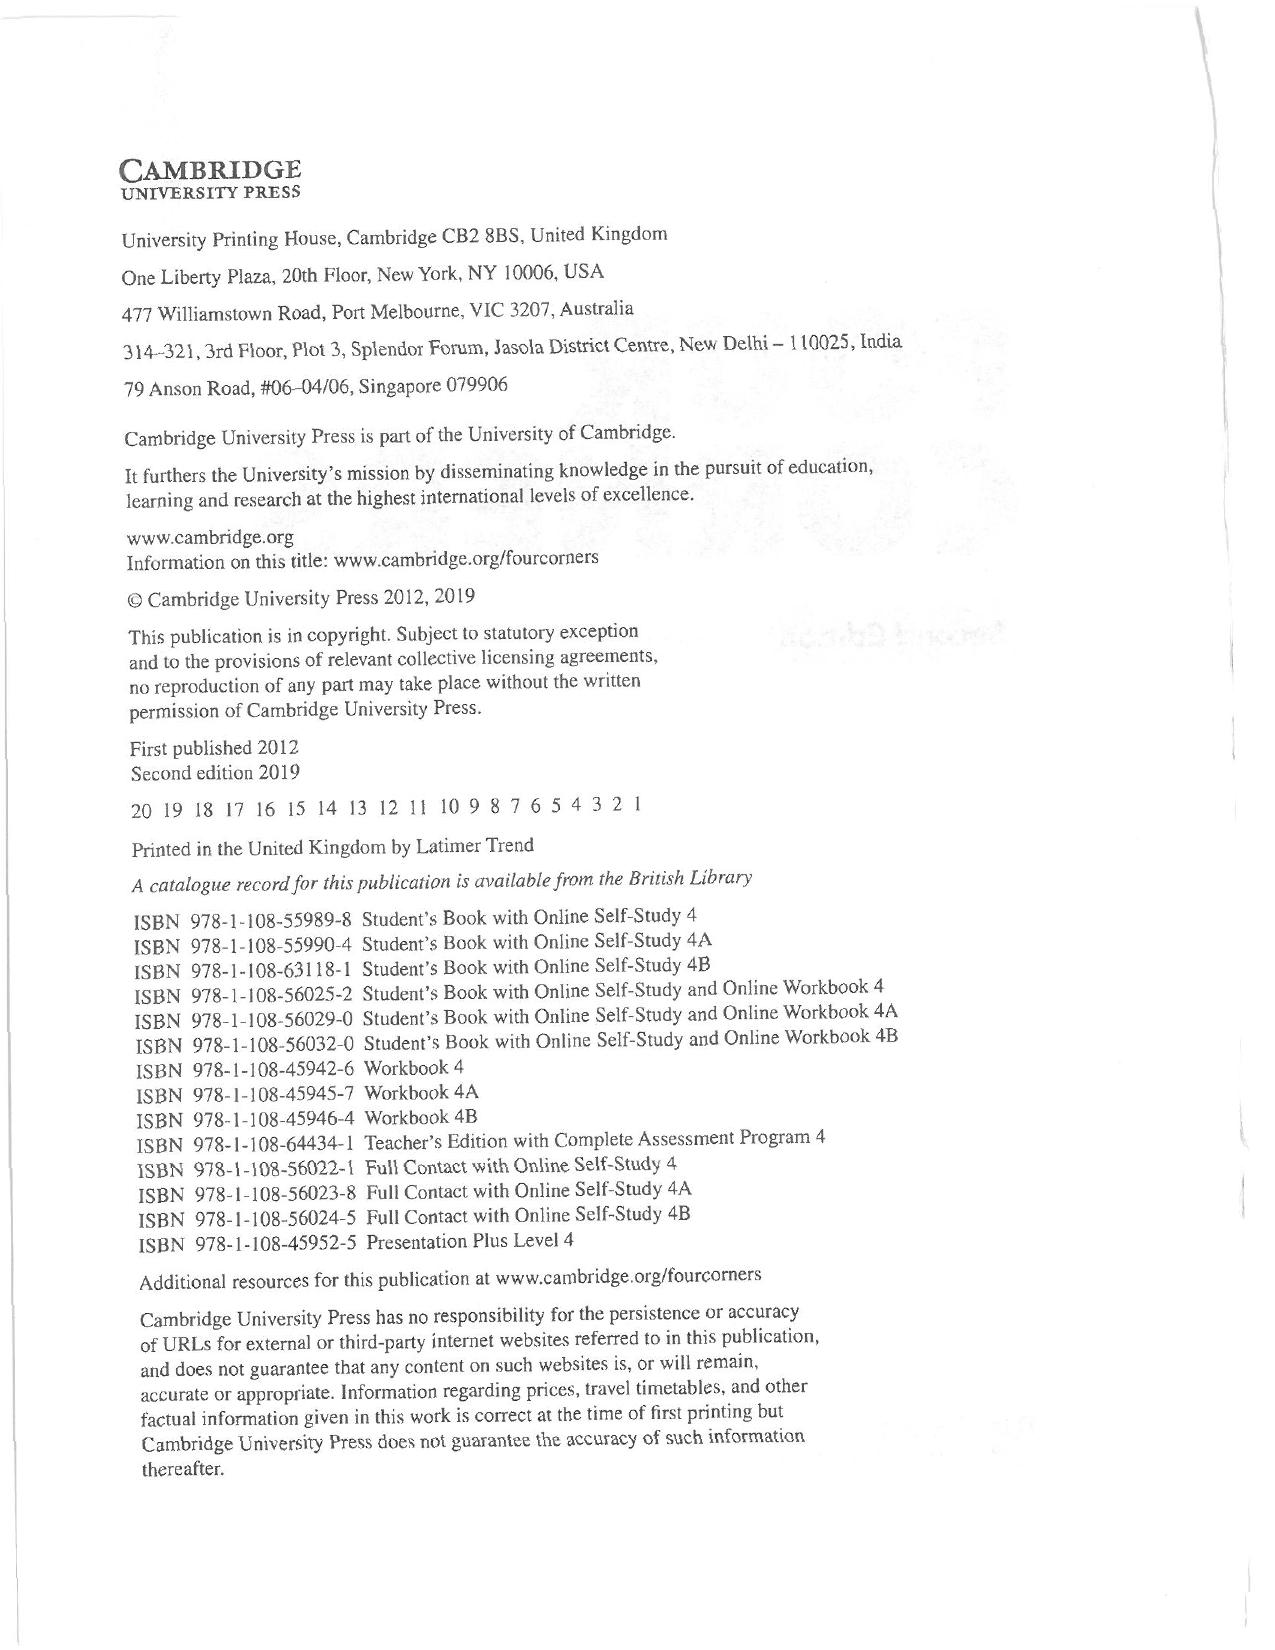 CAMBRIDGE
UNIVERSITY PRESS
University Printing House, Cambridge CB2 8BS, United Kingdom
One Liberty Plaza, 20th Floor, New York, NY 10006, USA
477 Williamstown Road, Port Melbourne, VIC 3207, Australia
314–321, 3rd Floor, Plot 3, Splendor Forum, Jasola District Centre, New Delhi – 110025, India
79 Anson Road, #06–04/06, Singapore 079906
Cambridge University Press is part of the University of Cambridge.
It furthers the University's mission by disseminating knowledge in the pursuit of education,
learning and research at the highest international levels of excellence.
www.cambridge.org
Information on this title: www.cambridge.org/fourcorners
© Cambridge University Press 2012, 2019
This publication is in copyright. Subject to statutory exception
and to the provisions of relevant collective licensing agreements,
no reproduction of any part may take place without the written
permission of Cambridge University Press.
First published 2012
Second edition 2019
20 19 18 17 16 15 14 13 12 11 10 9 8 7 6 5 4 3 2 1
Printed in the United Kingdom by Latimer Trend
A catalogue record for this publication is available from the British Library
ISBN 978-1-108-55989-8 Student's Book with Online Self-Study 4
ISBN 978-1-108-55990-4 Student's Book with Online Self-Study 4A
ISBN 978-1-108-63118-1 Student's Book with Online Self-Study 4B
ISBN 978-1-108-56025-2 Student's Book with Online Self-Study and Online Workbook 4
ISBN 978-1-108-56029-0 Student's Book with Online Self-Study and Online Workbook 4A
ISBN 978-1-108-56032-0 Student's Book with Online Self-Study and Online Workbook 4B
ISBN 978-1-108-45942-6 Workbook 4
ISBN 978-1-108-45945-7 Workbook 4A
ISBN 978-1-108-45946-4 Workbook 4B
ISBN 978-1-108-64434-1 Teacher's Edition with Complete Assessment Program 4
ISBN 978-1-108-56022-1 Full Contact with Online Self-Study 4
ISBN 978-1-108-56023-8 Full Contact with Online Self-Study 4A
ISBN 978-1-108-56024-5 Full Contact with Online Self-Study 4B
ISBN 978-1-108-45952-5 Presentation Plus Level 4
Additional resources for this publication at www.cambridge.org/fourcorners
Cambridge University Press has no responsibility for the persistence or accuracy
of URLs for external or third-party internet websites referred to in this publication,
and does not guarantee that any content on such websites is, or will remain,
accurate or appropriate. Information regarding prices, travel timetables, and other
factual information given in this work is correct at the time of first printing but
Cambridge University Press does not guarantee the accuracy of such information
thereafter.